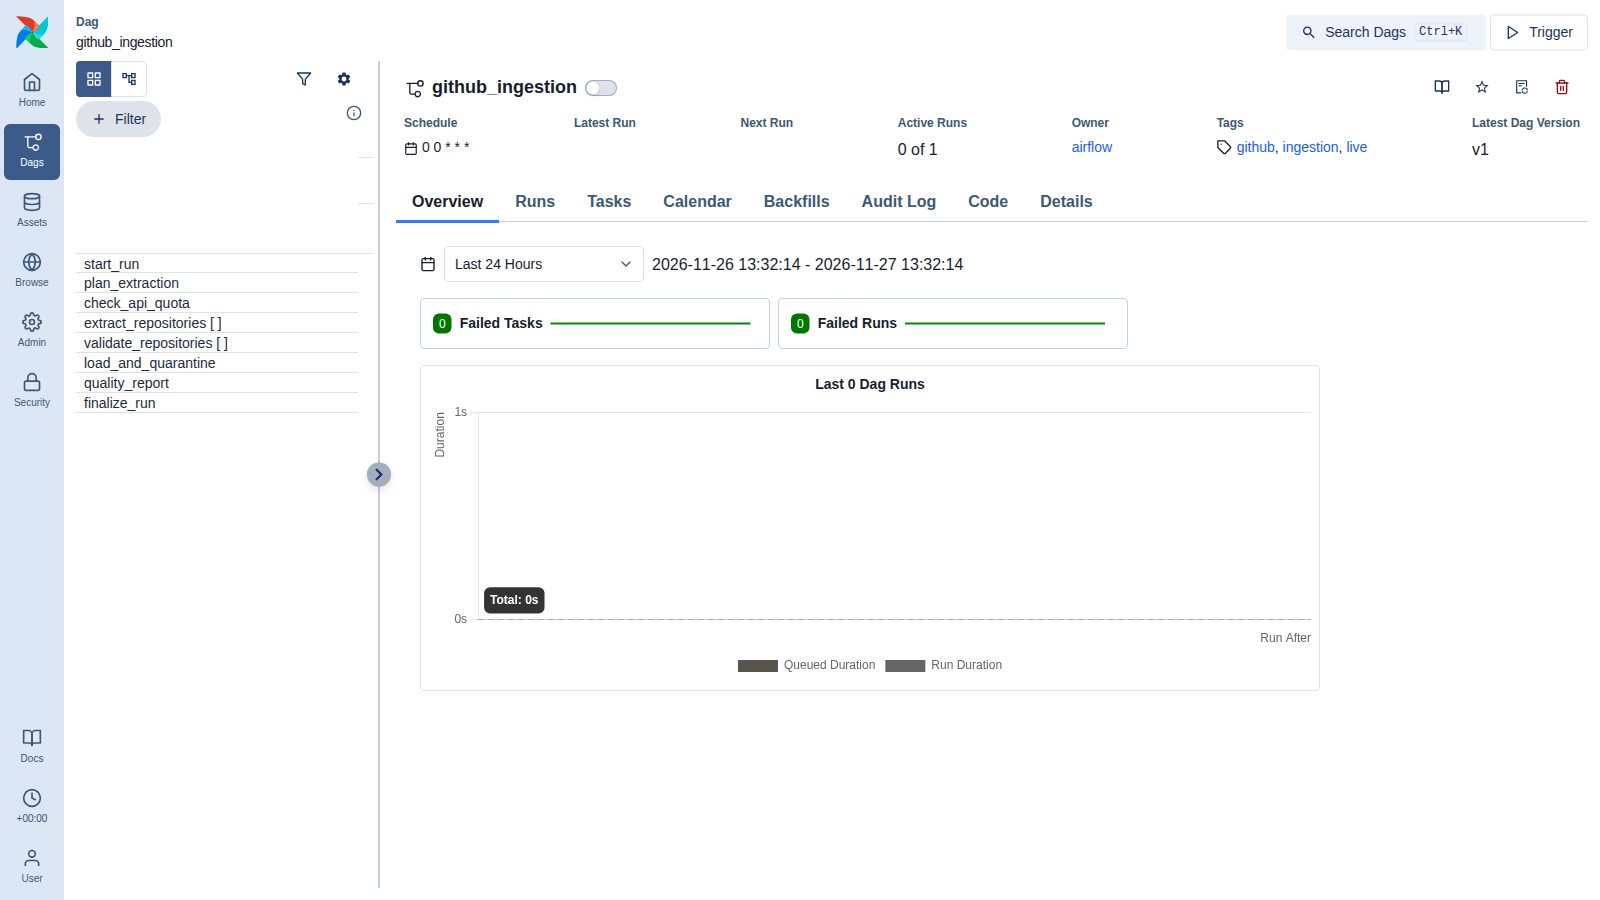 Dag
github_ingestion
Search Dags Ctrl+K
Trigger
Home
Dags
Assets
Browse
Admin
Security
Docs
+00:00
User
Filter
start_run
plan_extraction
check_api_quota
extract_repositories [ ]
validate_repositories [ ]
load_and_quarantine
quality_report
finalize_run
github_ingestion
Schedule Latest Run Next Run Active Runs Owner Tags Latest Dag Version
0 0 * * * 0 of 1 airflow github, ingestion, live v1
Overview Runs Tasks Calendar Backfills Audit Log Code Details
Last 24 Hours 2026-11-26 13:32:14 - 2026-11-27 13:32:14
0 Failed Tasks 0 Failed Runs
Last 0 Dag Runs
Duration
1s
Total: 0s
0s
Run After
Queued Duration Run Duration